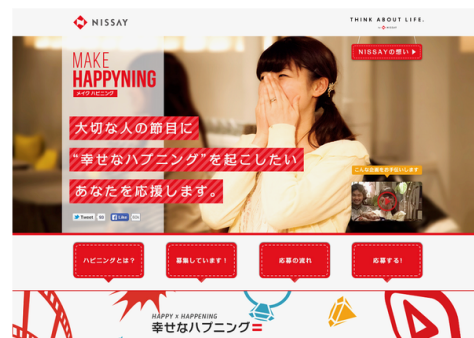 NISSAY
THINK ABOUT LIFE.
NISSAYの想い
MAKE
HAPPYNING
メイク ハピニング
大切な人の節目に
“幸せなハプニング”を起こしたい
あなたを応援します。
こんな企画をお手伝いします
Tweet
Like
ハピニングとは?
募集しています!
応募の流れ
応募する!
HAPPY x HAPPENING
幸せなハプニング=